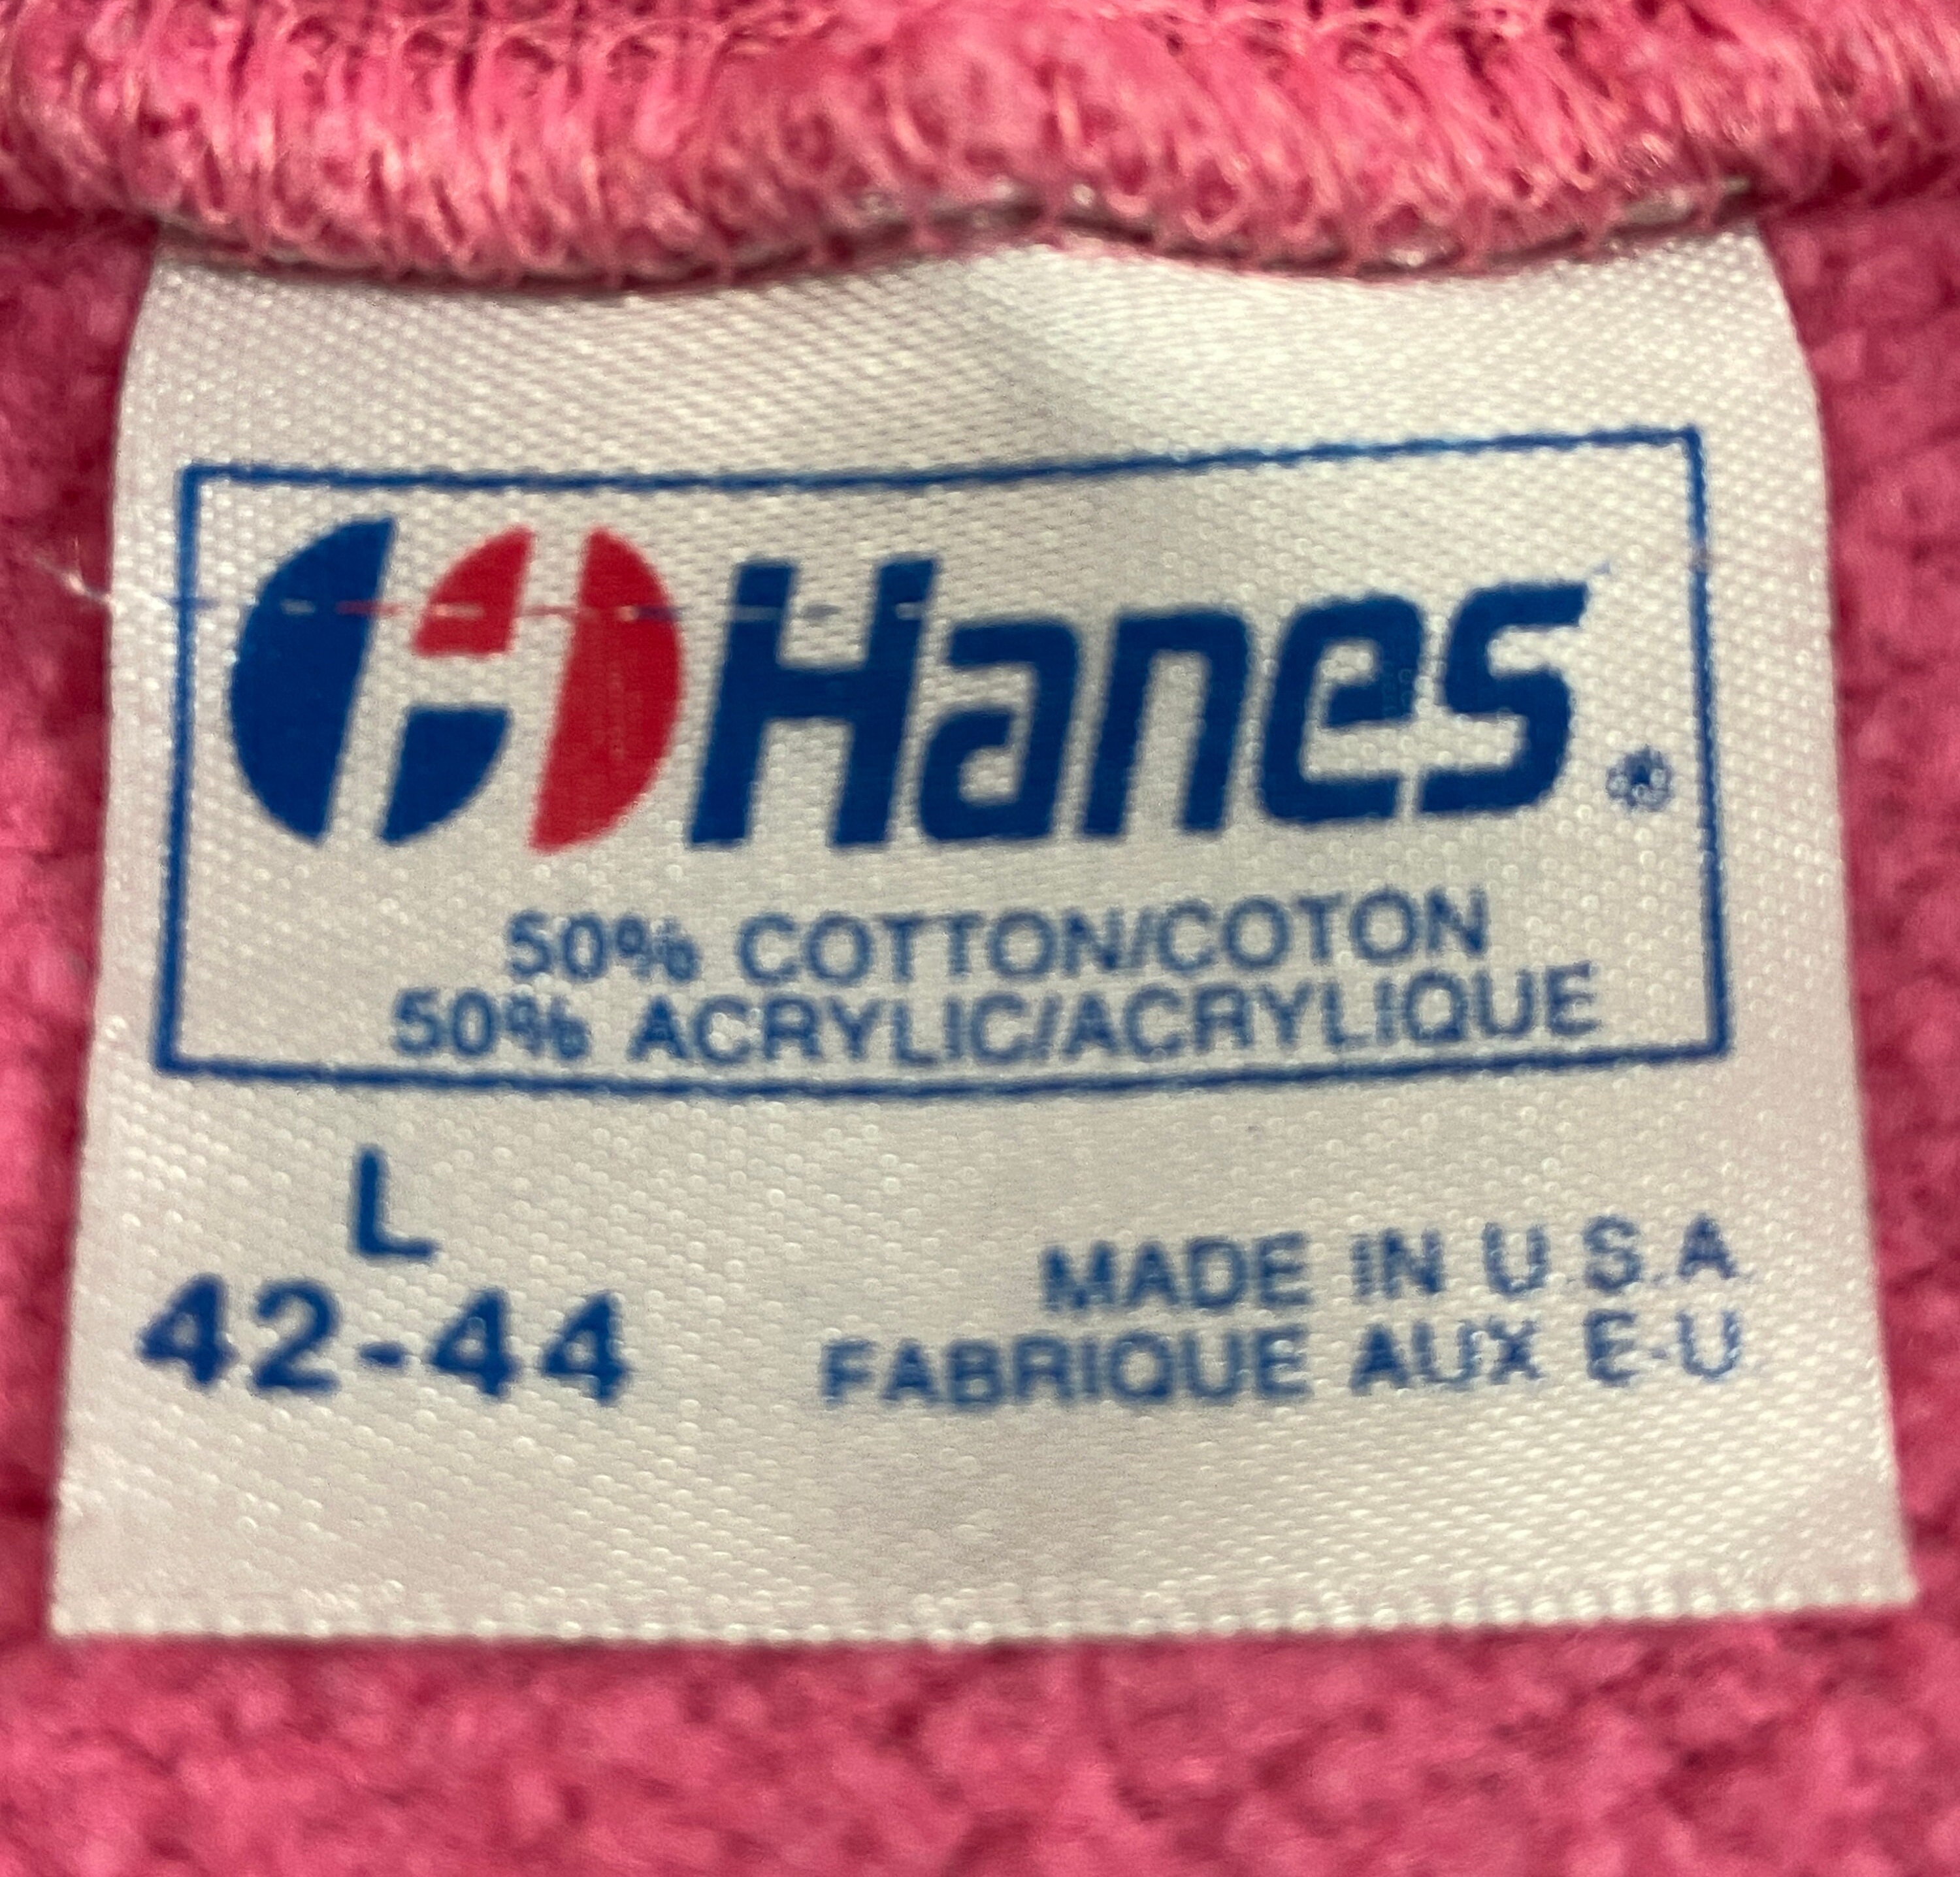 Hanes®
50% COTTON/COTON
50% ACRYLIC/ACRYLIQUE
L
42-44
MADE IN U.S.A.
FABRIQUE AUX E-U